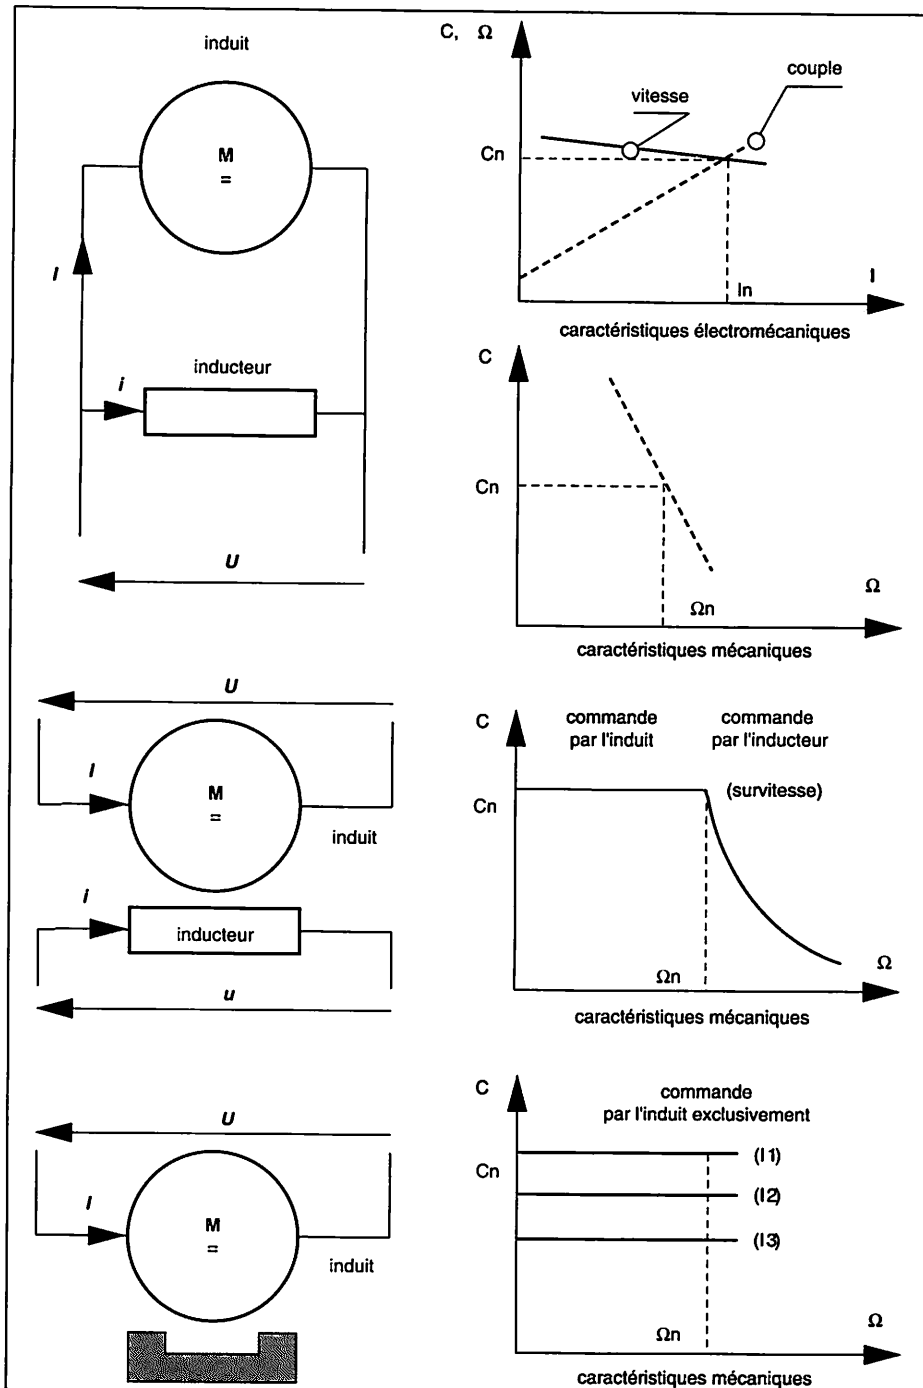 induit
M
=
I
inducteur
i
U
C, Ω
couple
vitesse
Cn
In
I
caractéristiques électromécaniques
C
Cn
Ωn
Ω
caractéristiques mécaniques
U
I
M
=
induit
i
inducteur
u
C
commande
par l'induit
commande
par l'inducteur
Cn
(survitesse)
Ωn
Ω
caractéristiques mécaniques
U
I
M
=
induit
C
commande
par l'induit exclusivement
Cn
(I1)
(I2)
(I3)
Ωn
Ω
caractéristiques mécaniques